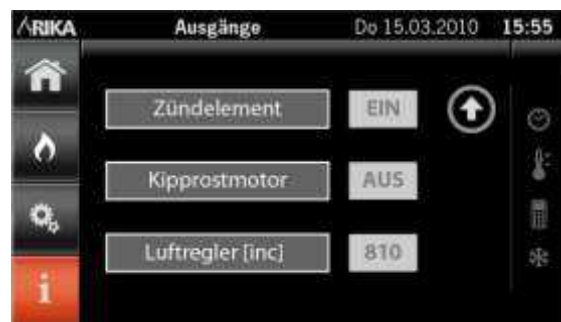 RIKA Ausgänge Do 15.03.2010 15:55
Zündelement EIN
Kipprostmotor AUS
Luftregler [inc] 810
i